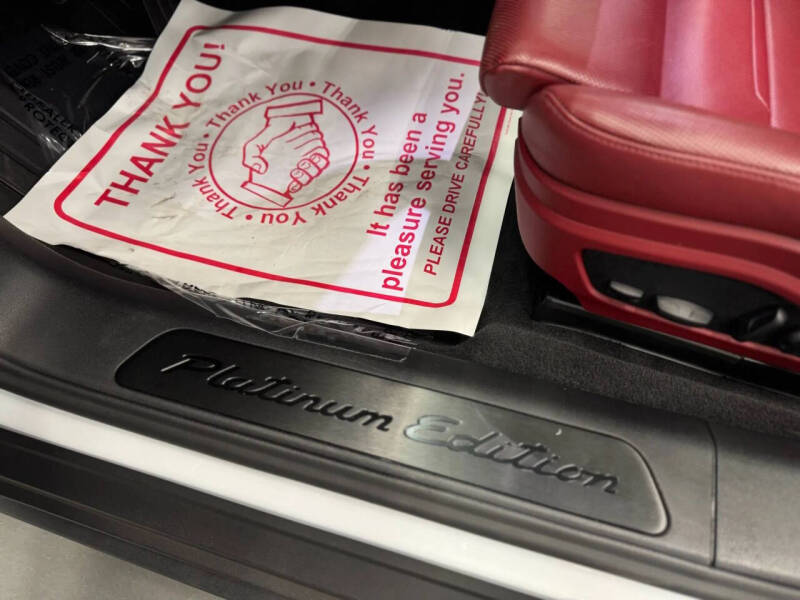 THANK YOU!
Thank You • Thank You • Thank You • Thank You •
It has been a
pleasure serving you.
PLEASE DRIVE CAREFULLY!
Platinum Edition